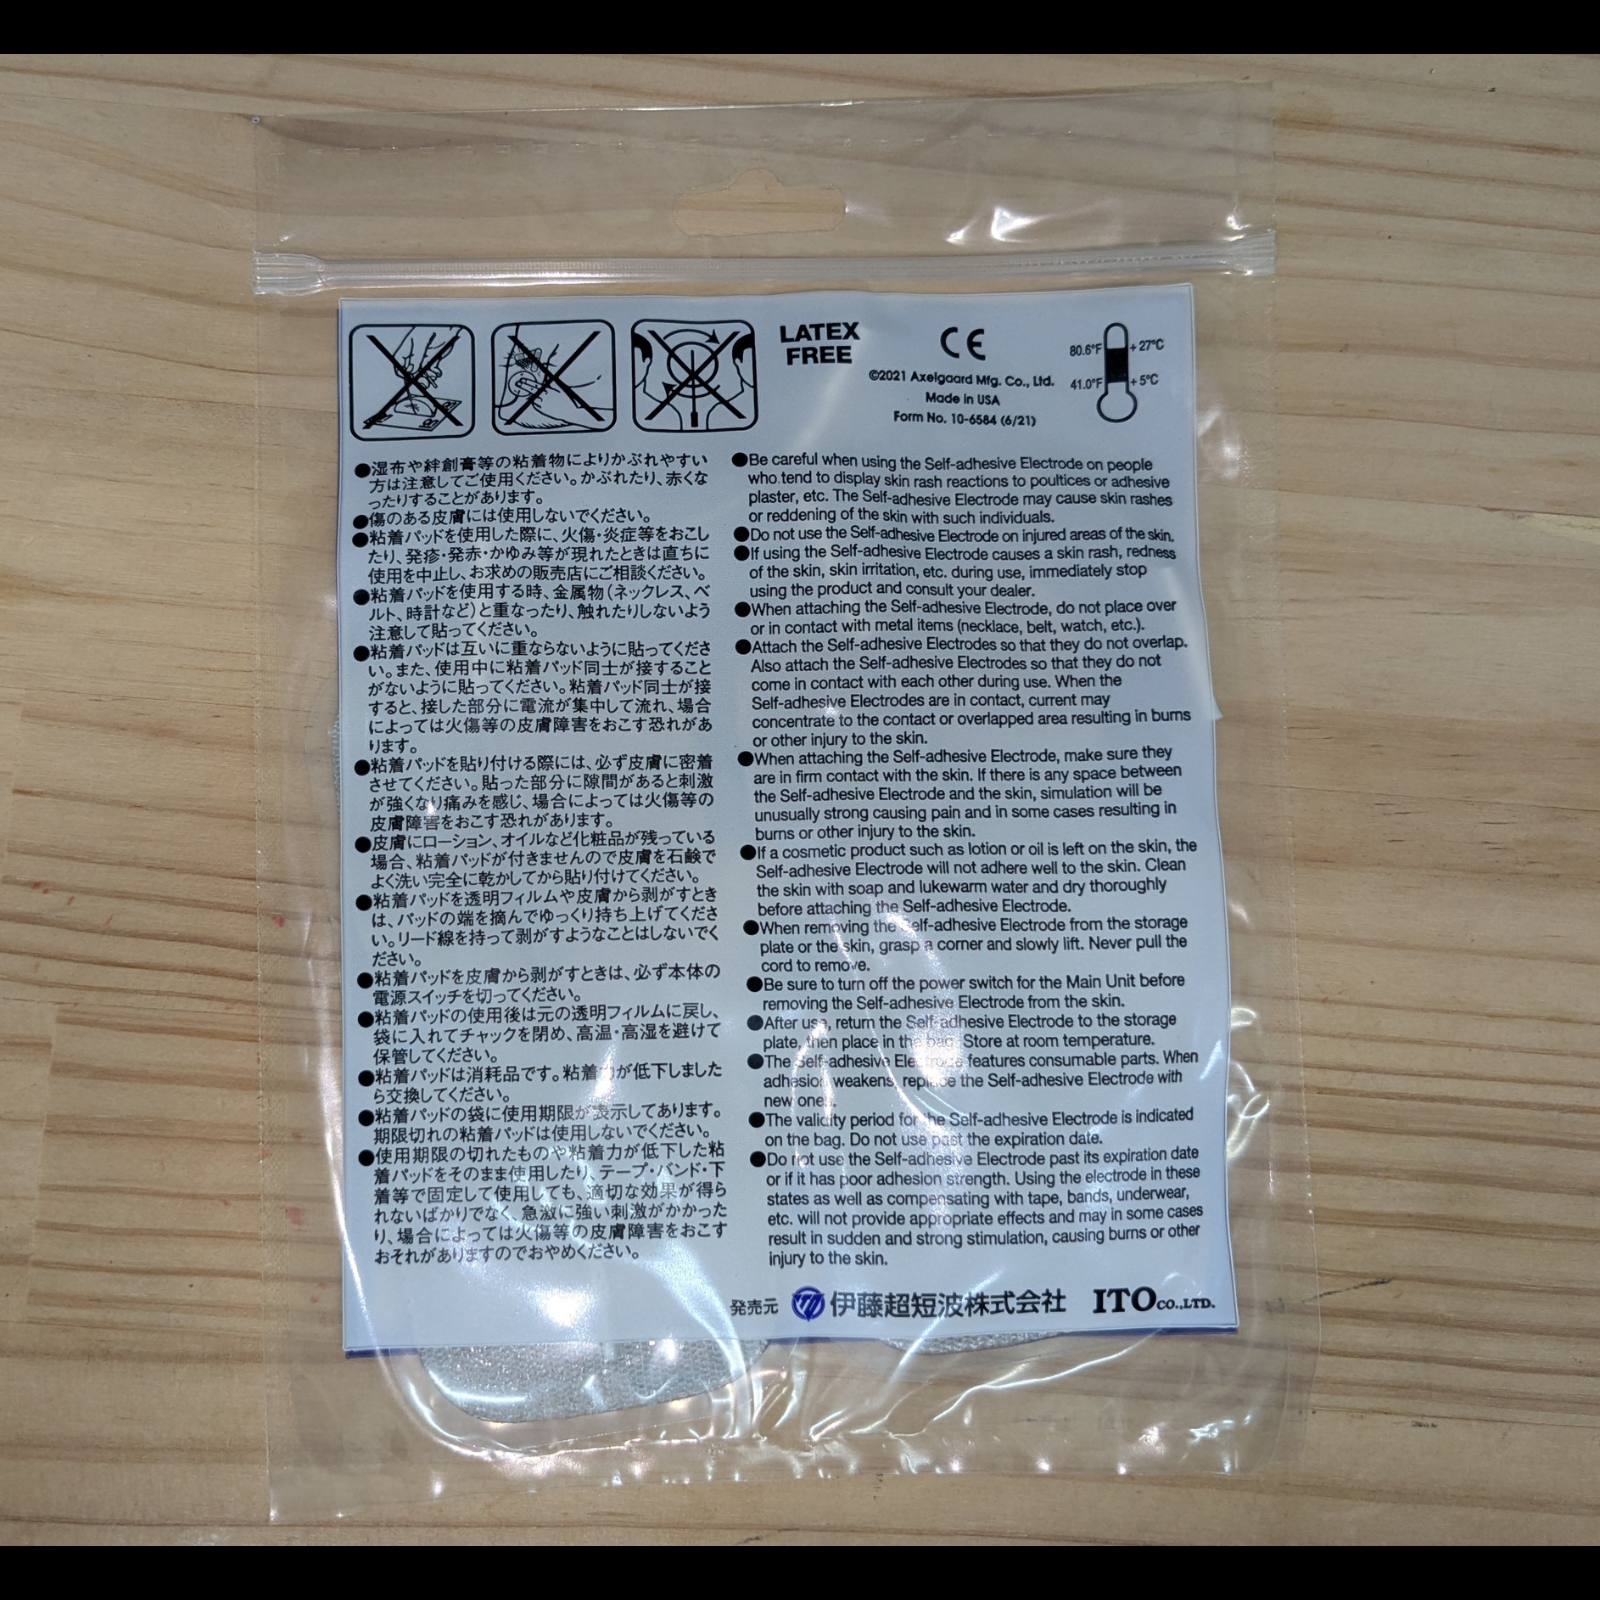 LATEX
FREE
CE
©2021 Axelgaard Mfg. Co., Ltd.
Made in USA
Form No. 10-6584 (6/21)
80.6°F
+27°C
41.0°F
+5°C
●湿布や絆創膏等の粘着物によりかぶれやすい
方は注意してご使用ください。かぶれたり、赤くな
ったりすることがあります。
●傷のある皮膚には使用しないでください。
●粘着パッドを使用した際に、火傷・炎症等をおこし
たり、発疹・発赤・かゆみ等が現れたときは直ちに
使用を中止し、お求めの販売店にご相談ください。
●粘着パッドを使用する時、金属物(ネックレス、ベ
ルト、時計など)と重なったり、触れたりしないよう
注意して貼ってください。
●粘着パッドは互いに重ならないように貼ってくださ
い。また、使用中に粘着パッド同士が接すること
がないように貼ってください。粘着パッド同士が接
すると、接した部分に電流が集中して流れ、場合
によっては火傷等の皮膚障害をおこす恐れがあ
ります。
●粘着パッドを貼り付ける際には、必ず皮膚に密着
させてください。貼った部分に隙間があると刺激
が強くなり痛みを感じ、場合によっては火傷等の
皮膚障害をおこす恐れがあります。
●皮膚にローション、オイルなど化粧品が残っている
場合、粘着パッドが付きませんので皮膚を石鹸で
よく洗い完全に乾かしてから貼り付けてください。
●粘着パッドを透明フィルムや皮膚から剥がすとき
は、パッドの端を摘んでゆっくり持ち上げてくださ
い。リード線を持って剥がすようなことはしないでく
ださい。
●粘着パッドを皮膚から剥がすときは、必ず本体の
電源スイッチを切ってください。
●粘着パッドの使用後は元の透明フィルムに戻し、
袋に入れてチャックを閉め、高温・高湿を避けて
保管してください。
●粘着パッドは消耗品です。粘着力が低下しました
ら交換してください。
●粘着パッドの袋に使用期限が表示してあります。
期限切れの粘着パッドは使用しないでください。
●使用期限の切れたものや粘着力が低下した粘
着パッドをそのまま使用したり、テープ・バンド・下
着等で固定して使用しても、適切な効果が得ら
れないばかりでなく、急激に強い刺激がかかった
り、場合によっては火傷等の皮膚障害をおこす
おそれがありますのでおやめください。
●Be careful when using the Self-adhesive Electrode on people
who tend to display skin rash reactions to poultices or adhesive
plaster, etc. The Self-adhesive Electrode may cause skin rashes
or reddening of the skin with such individuals.
●Do not use the Self-adhesive Electrode on injured areas of the skin.
●If using the Self-adhesive Electrode causes a skin rash, redness
of the skin, skin irritation, etc. during use, immediately stop
using the product and consult your dealer.
●When attaching the Self-adhesive Electrode, do not place over
or in contact with metal items (necklace, belt, watch, etc.).
●Attach the Self-adhesive Electrodes so that they do not overlap.
Also attach the Self-adhesive Electrodes so that they do not
come in contact with each other during use. When the
Self-adhesive Electrodes are in contact, current may
concentrate to the contact or overlapped area resulting in burns
or other injury to the skin.
●When attaching the Self-adhesive Electrode, make sure they
are in firm contact with the skin. If there is any space between
the Self-adhesive Electrode and the skin, simulation will be
unusually strong causing pain and in some cases resulting in
burns or other injury to the skin.
●If a cosmetic product such as lotion or oil is left on the skin, the
Self-adhesive Electrode will not adhere well to the skin. Clean
the skin with soap and lukewarm water and dry thoroughly
before attaching the Self-adhesive Electrode.
●When removing the Self-adhesive Electrode from the storage
plate or the skin, grasp a corner and slowly lift. Never pull the
cord to remove.
●Be sure to turn off the power switch for the Main Unit before
removing the Self-adhesive Electrode from the skin.
●After use, return the Self-adhesive Electrode to the storage
plate, then place in the bag. Store at room temperature.
●The Self-adhesive Electrode features consumable parts. When
adhesion weakens, replace the Self-adhesive Electrode with
new ones.
●The validity period for the Self-adhesive Electrode is indicated
on the bag. Do not use past the expiration date.
●Do not use the Self-adhesive Electrode past its expiration date
or if it has poor adhesion strength. Using the electrode in these
states as well as compensating with tape, bands, underwear,
etc. will not provide appropriate effects and may in some cases
result in sudden and strong stimulation, causing burns or other
injury to the skin.
発売元 伊藤超短波株式会社 ITO CO.,LTD.